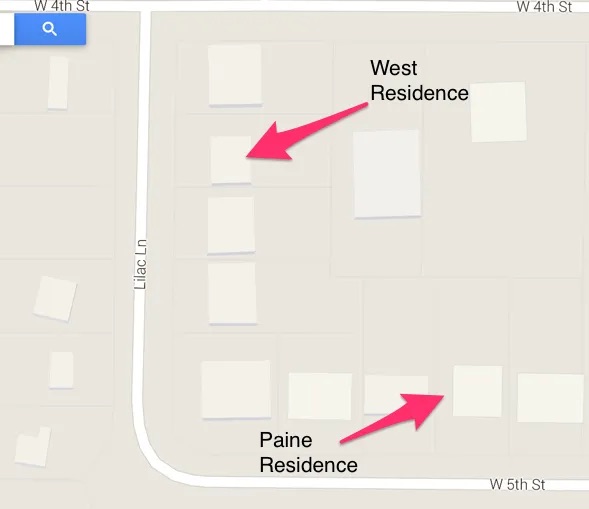 W 4th St
W 4th St
West
Residence
Lilac Ln
Paine
Residence
W 5th St